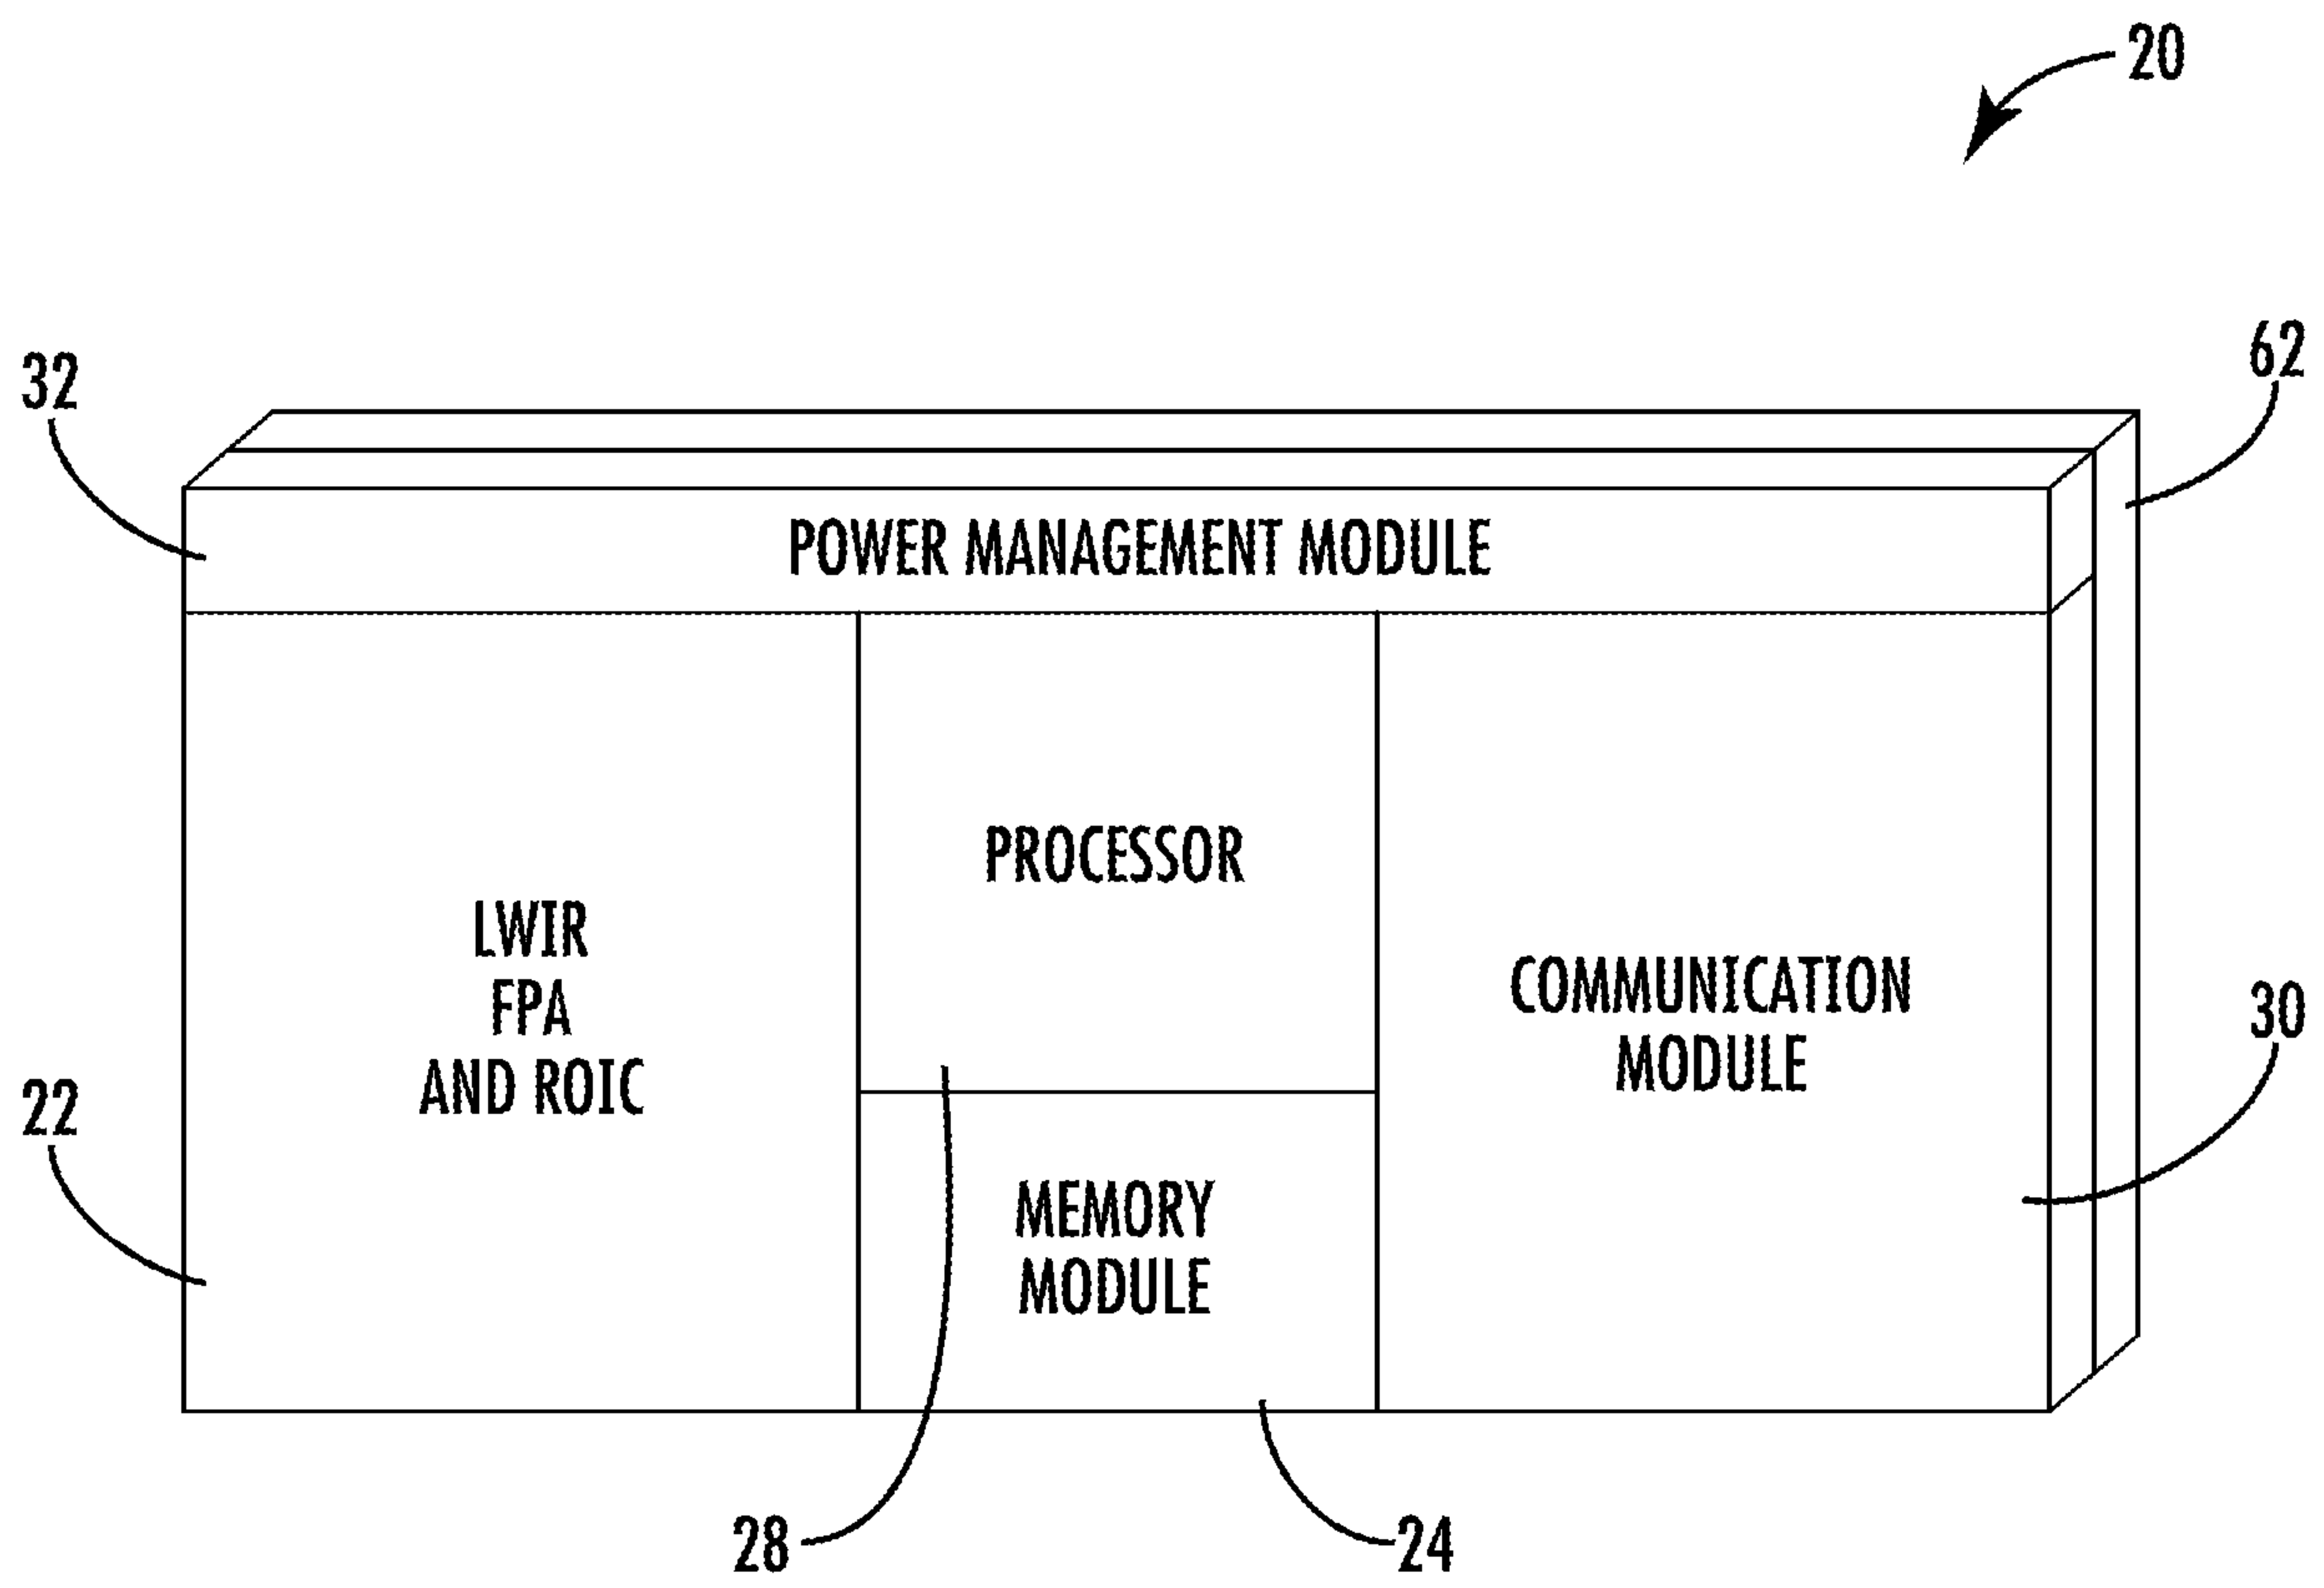 20
32
62
POWER MANAGEMENT MODULE
PROCESSOR
LWIR
FPA
AND ROIC
COMMUNICATION
MODULE
30
22
MEMORY
MODULE
28
24